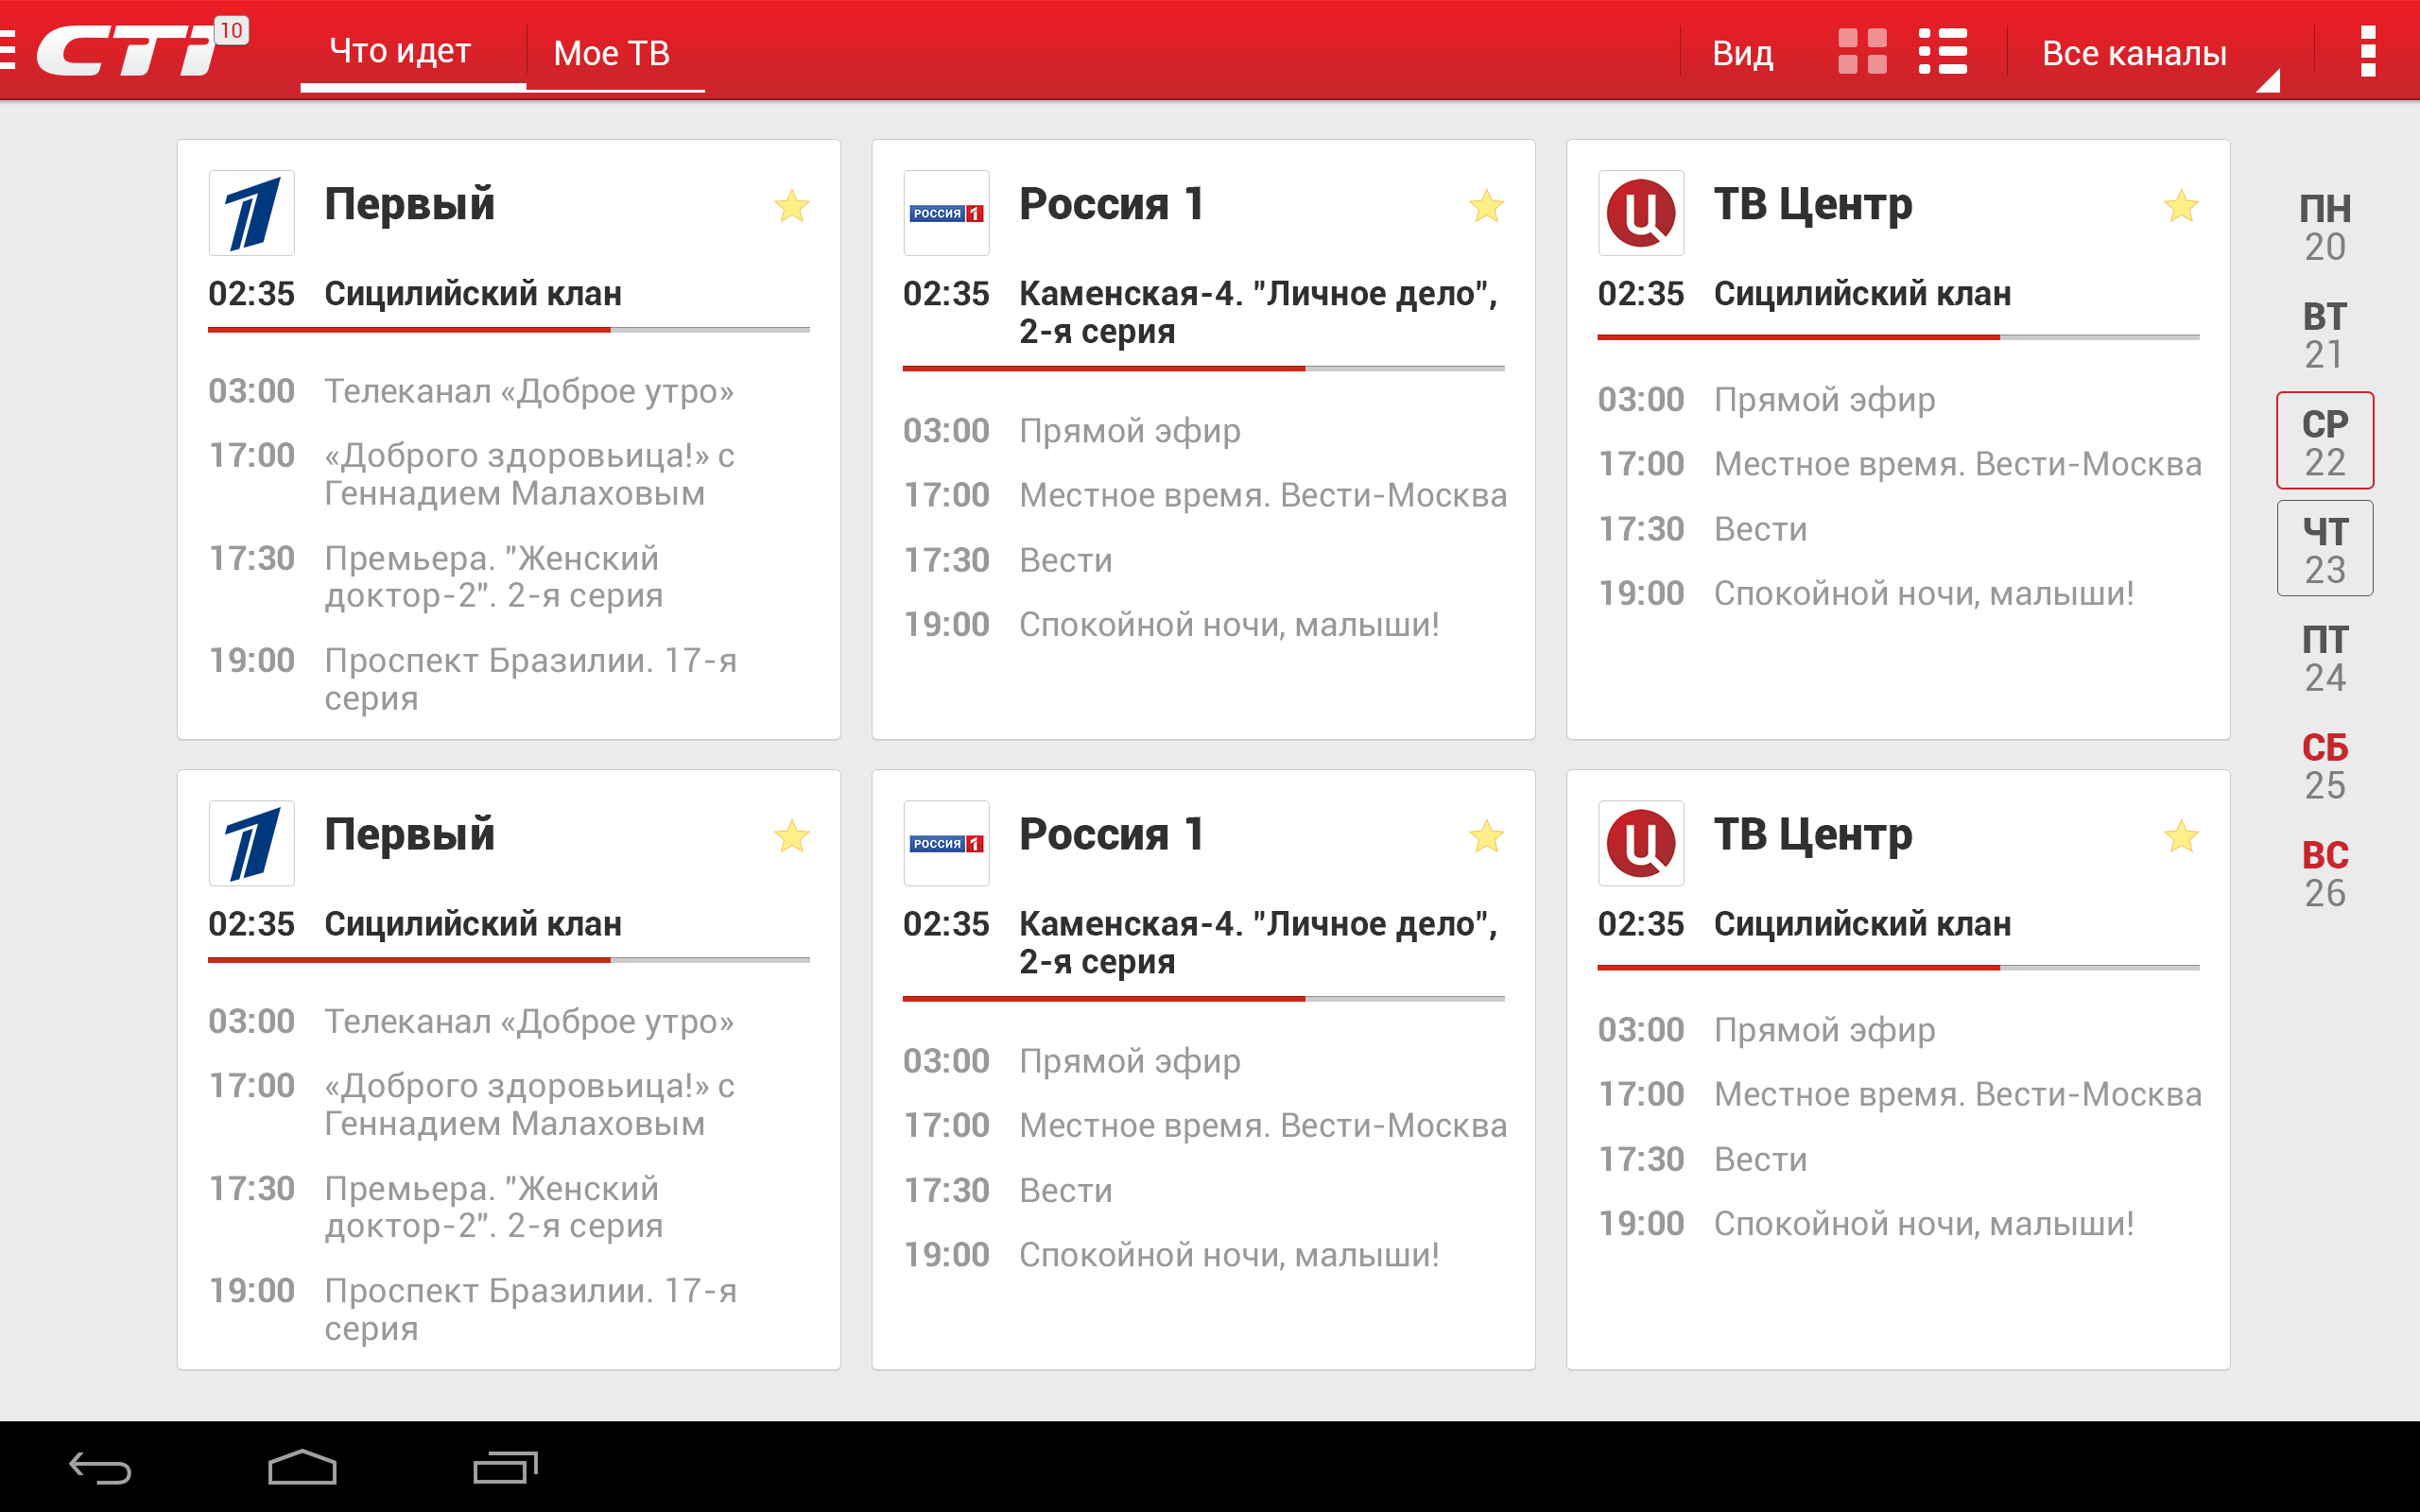 СТі 10 Что идет Мое ТВ Вид Все каналы
Первый
02:35 Сицилийский клан
03:00 Телеканал «Доброе утро»
17:00 «Доброго здоровьица!» с
Геннадием Малаховым
17:30 Премьера. "Женский
доктор-2". 2-я серия
19:00 Проспект Бразилии. 17-я
серия
РОССИЯ 1 Россия 1
02:35 Каменская-4. "Личное дело",
2-я серия
03:00 Прямой эфир
17:00 Местное время. Вести-Москва
17:30 Вести
19:00 Спокойной ночи, малыши!
ТВ Центр
02:35 Сицилийский клан
03:00 Прямой эфир
17:00 Местное время. Вести-Москва
17:30 Вести
19:00 Спокойной ночи, малыши!
Первый
02:35 Сицилийский клан
03:00 Телеканал «Доброе утро»
17:00 «Доброго здоровьица!» с
Геннадием Малаховым
17:30 Премьера. "Женский
доктор-2". 2-я серия
19:00 Проспект Бразилии. 17-я
серия
РОССИЯ 1 Россия 1
02:35 Каменская-4. "Личное дело",
2-я серия
03:00 Прямой эфир
17:00 Местное время. Вести-Москва
17:30 Вести
19:00 Спокойной ночи, малыши!
ТВ Центр
02:35 Сицилийский клан
03:00 Прямой эфир
17:00 Местное время. Вести-Москва
17:30 Вести
19:00 Спокойной ночи, малыши!
ПН
20
ВТ
21
СР
22
ЧТ
23
ПТ
24
СБ
25
ВС
26